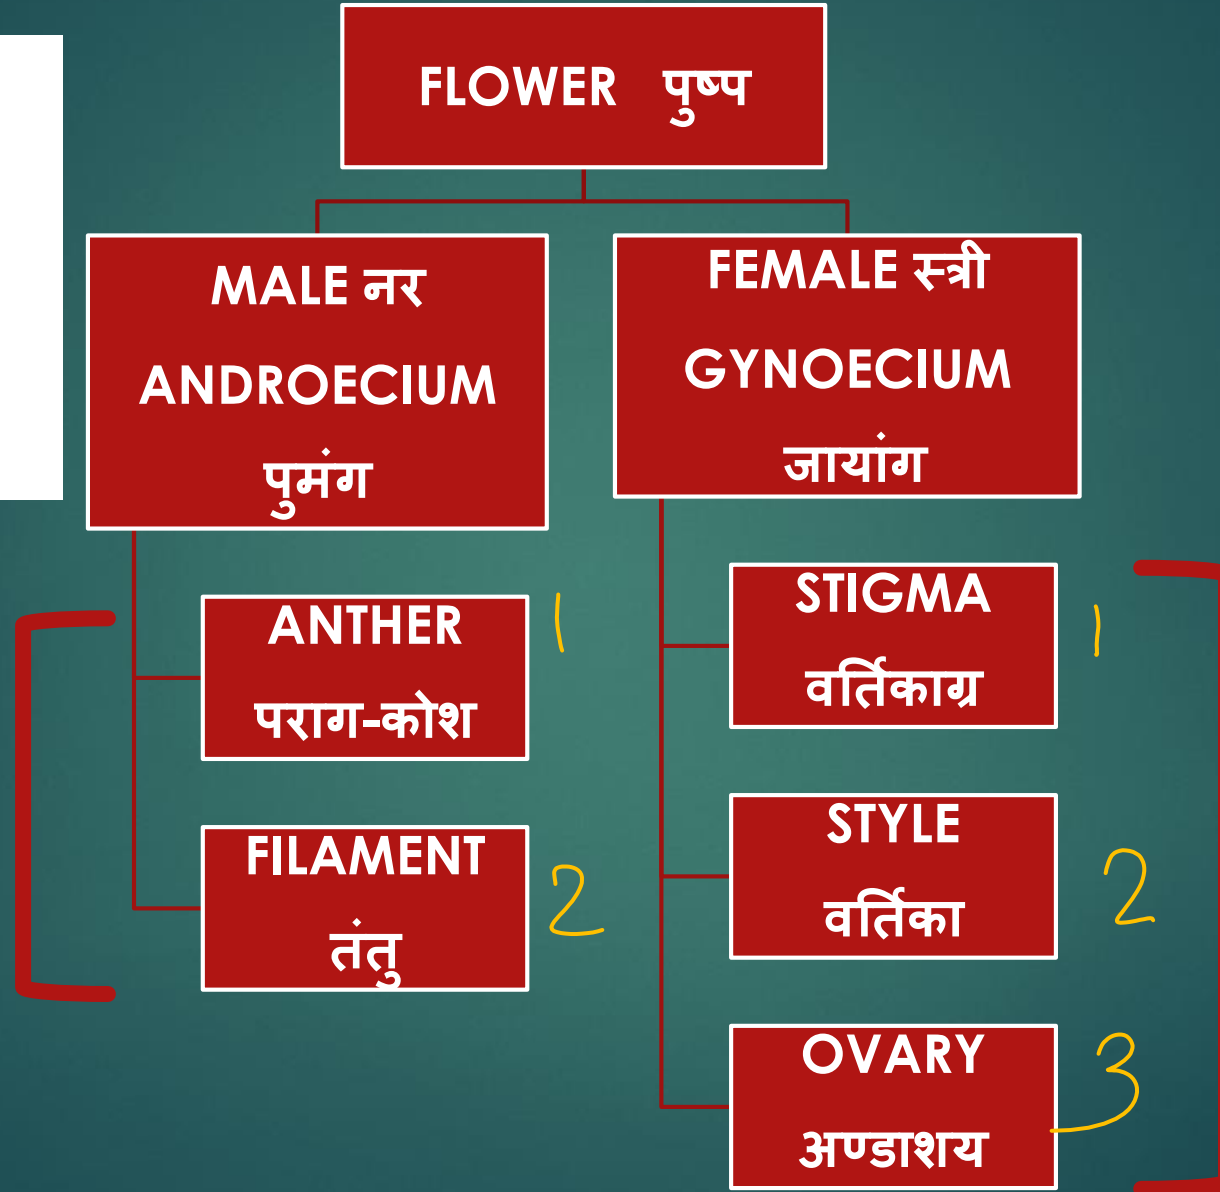 FLOWER पुष्प
MALE नर
ANDROECIUM
पुमंग
FEMALE स्त्री
GYNOECIUM
जायांग
ANTHER
पराग-कोश
1
FILAMENT
तंतु
2
STIGMA
वर्तिकाग्र
1
STYLE
वर्तिका
2
OVARY
अण्डाशय
3